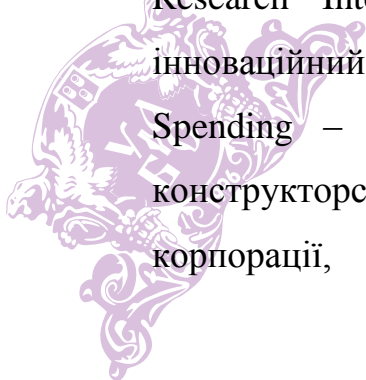 Research Inte
інноваційний
Spending –
конструкторс
корпорації,